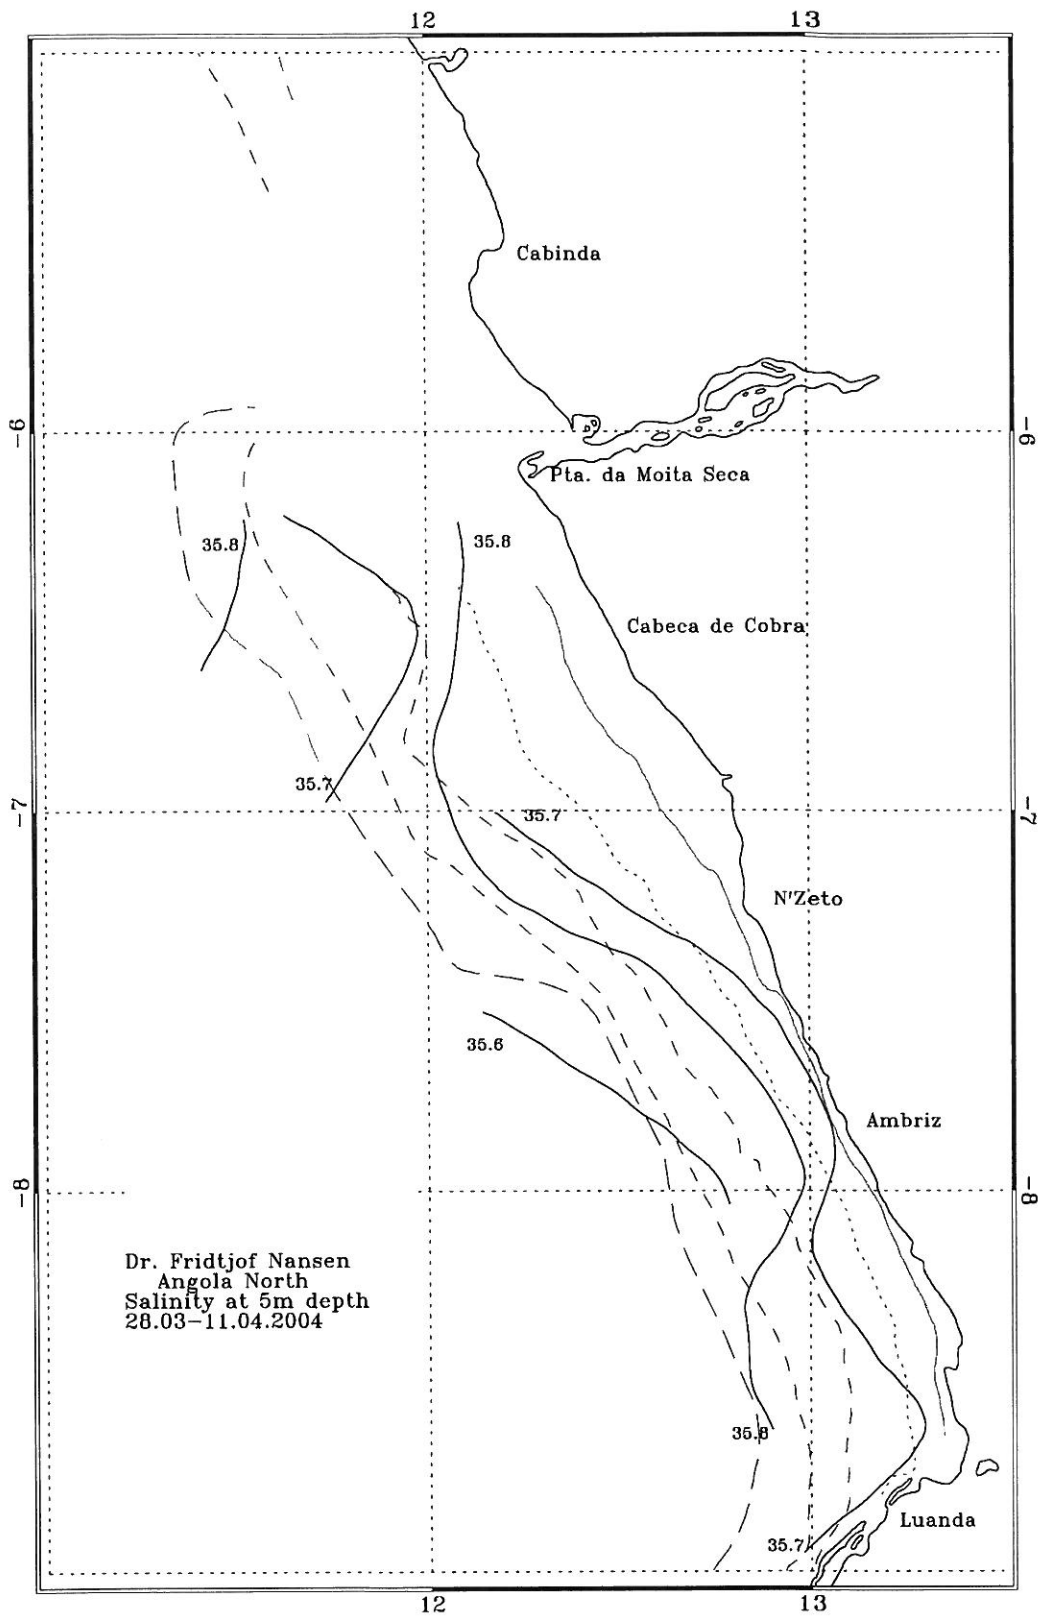 12 13
Cabinda
-6 -6
Pta. da Moita Seca
35.8 35.8
Cabeca de Cobra
35.7
-7 35.7 -7
N'Zeto
35.6
Ambriz
-8 -8
Dr. Fridtjof Nansen
Angola North
Salinity at 5m depth
28.03-11.04.2004
35.8
Luanda
35.7
12 13